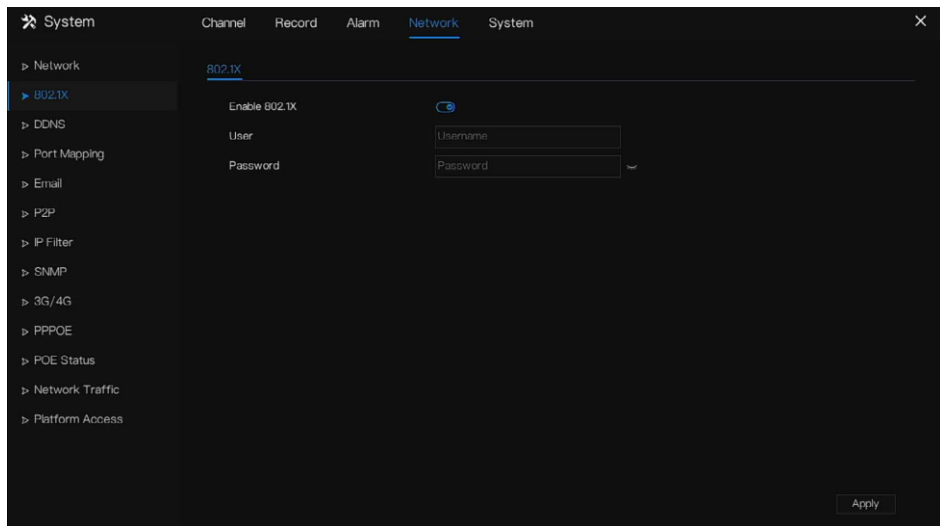 System
Channel Record Alarm Network System
Network
802.1X
DDNS
Port Mapping
Email
P2P
IP Filter
SNMP
3G/4G
PPPOE
POE Status
Network Traffic
Platform Access
802.1X
Enable 802.1X
User Username
Password Password
Apply